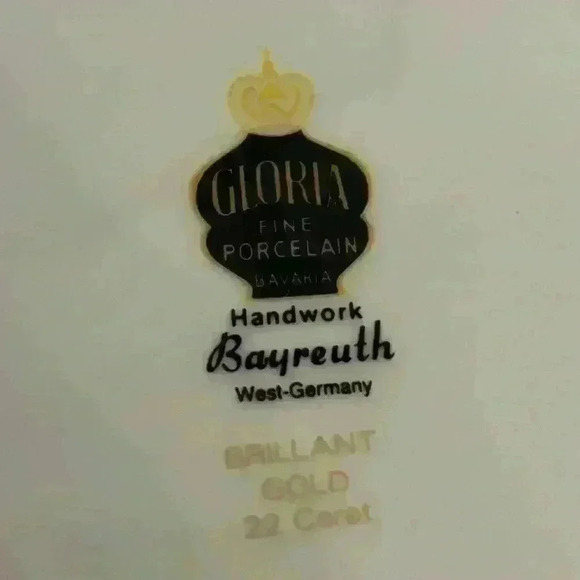 GLORIA
FINE
PORCELAIN
BAVARIA
Handwork
Bayreuth
West-Germany
BRILLANT
GOLD
22 Carat